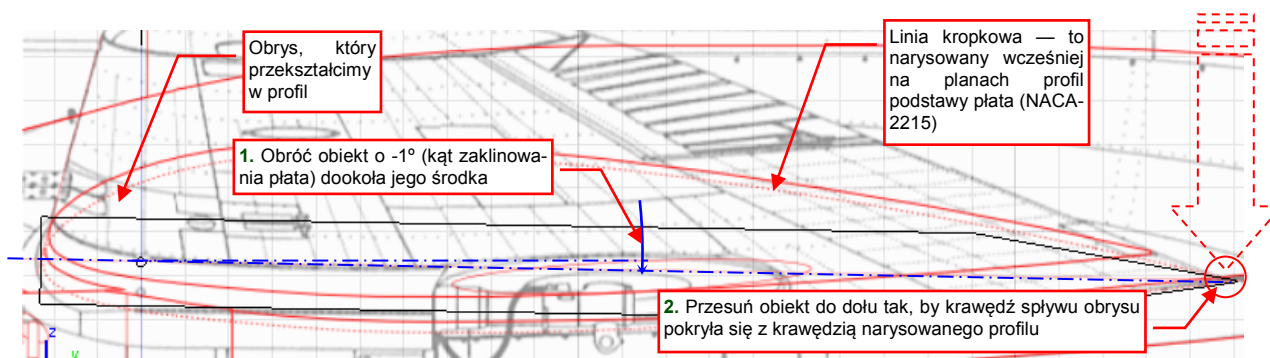 Obrys, który
przekształcimy
w profil
Linia kropkowa — to
narysowany wcześniej
na planach profil
podstawy płata (NACA-
2215)
1. Obróć obiekt o -1º (kąt zaklinowa-
nia płata) dookoła jego środka
2. Przesuń obiekt do dołu tak, by krawędź spływu obrysu
pokryła się z krawędzią narysowanego profilu
z
y